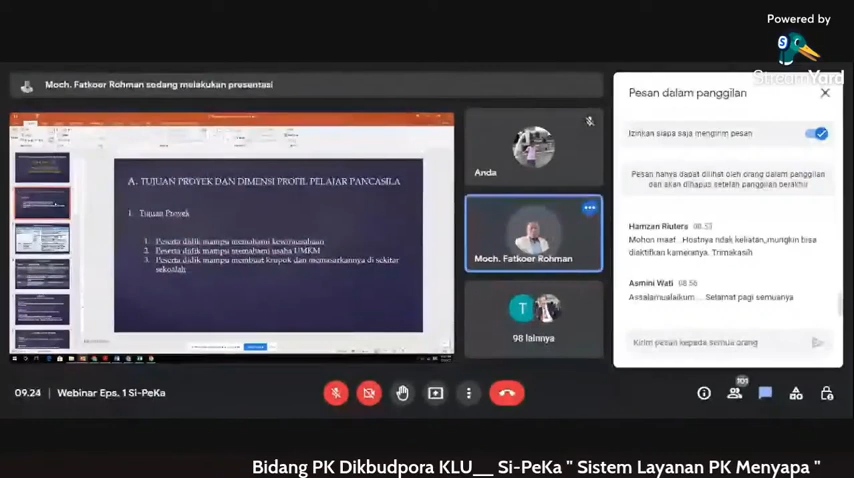 Powered by
StreamYard
Moch. Fatkoer Rohman sedang melakukan presentasi
A. TUJUAN PROYEK DAN DIMENSI PROFIL PELAJAR PANCASILA
1. Tujuan Proyek
1. Peserta didik mampu memahami kewirausahaan
2. Peserta didik mampu memahami usaha UMKM
3. Peserta didik mampu membuat krupok dan memasarkannya di sekitar
sekoalah
Anda
Moch. Fatkoer Rohman
T
98 lainnya
Pesan dalam panggilan
Izinkan siapa saja mengirim pesan
Pesan hanya dapat dilihat oleh orang dalam panggilan
dan akan dihapus setelah panggilan berakhir
Hamzan Riuters 08.53
Mohon maaf ..Hostnya ndak keliatan,mungkin bisa
diaktifkan kameranya. Trimakasih
Asmini Wati 08.56
Assalamualaikum.... Selamat pagi semuanya
Kirim pesan kepada semua orang
09.24 | Webinar Eps. 1 Si-PeKa
101
Bidang PK Dikbudpora KLU__ Si-PeKa " Sistem Layanan PK Menyapa "